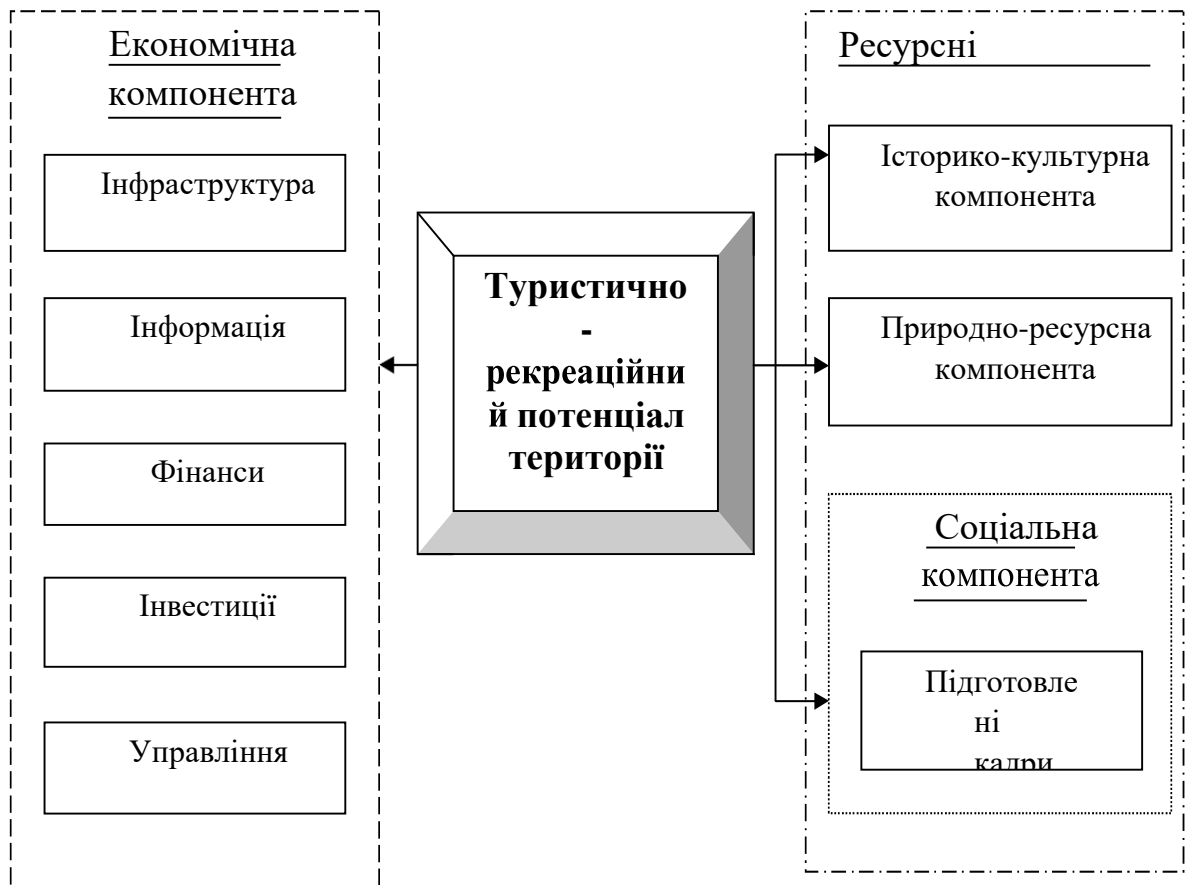 Економічна
компонента
Інфраструктура
Інформація
Фінанси
Інвестиції
Управління
Туристично
-
рекреаційни
й потенціал
території
Ресурсні
Історико-культурна
компонента
Природно-ресурсна
компонента
Соціальна
компонента
Підготовле
ні
кадри